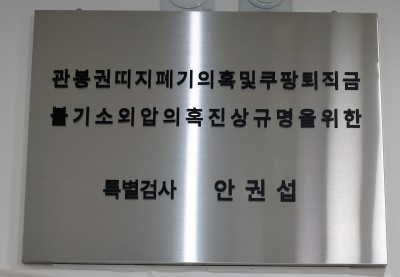 관봉권띠지폐기의혹및쿠팡퇴직금
불기소외압의혹진상규명을위한
특별검사 안권섭